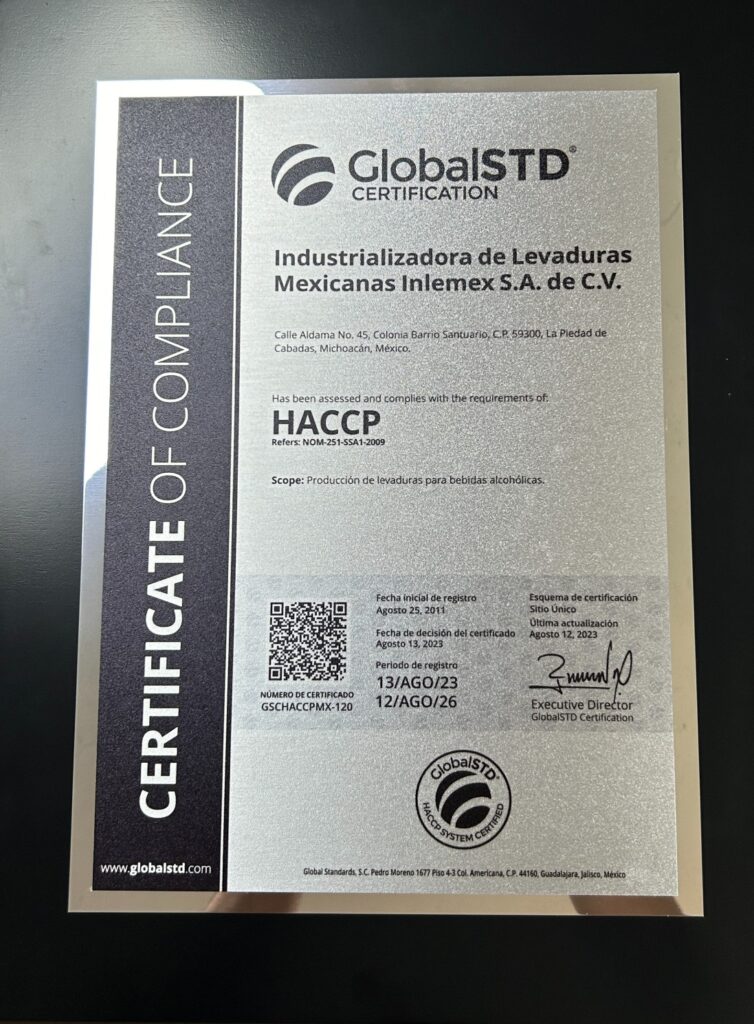 CERTIFICATE OF COMPLIANCE
www.globalstd.com
GlobalSTD®
CERTIFICATION
Industrializadora de Levaduras
Mexicanas Inlemex S.A. de C.V.
Calle Aldama No. 45, Colonia Barrio Santuario, C.P. 59300, La Piedad de
Cabadas, Michoacán, México.
Has been assessed and complies with the requirements of:
HACCP
Refers: NOM-251-SSA1-2009
Scope: Producción de levaduras para bebidas alcohólicas.
NÚMERO DE CERTIFICADO
GSCHACCPMX-120
Fecha inicial de registro
Agosto 25, 2011
Fecha de decisión del certificado
Agosto 13, 2023
Periodo de registro
13/AGO/23
12/AGO/26
Esquema de certificación
Sitio Único
Última actualización
Agosto 12, 2023
Executive Director
GlobalSTD Certification
GlobalSTD®
HACCP SYSTEM CERTIFIED
Global Standards, S.C. Pedro Moreno 1677 Piso 4-3 Col. Americana, C.P. 44160, Guadalajara, Jalisco, México